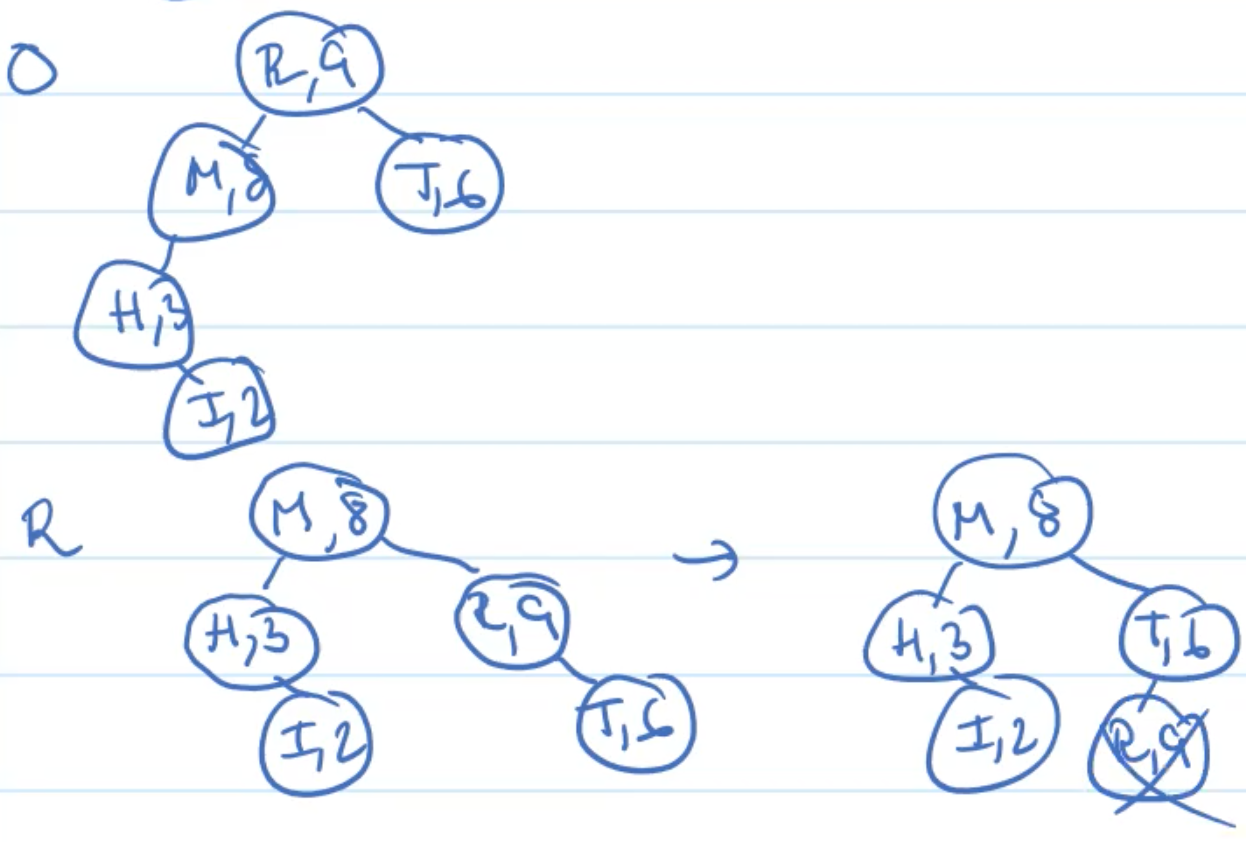 O
R,9
M,8 T,6
H,3
I,2
R M,8 → M,8
H,3 R,9 H,3 T,6
I,2 T,6 I,2 R,9